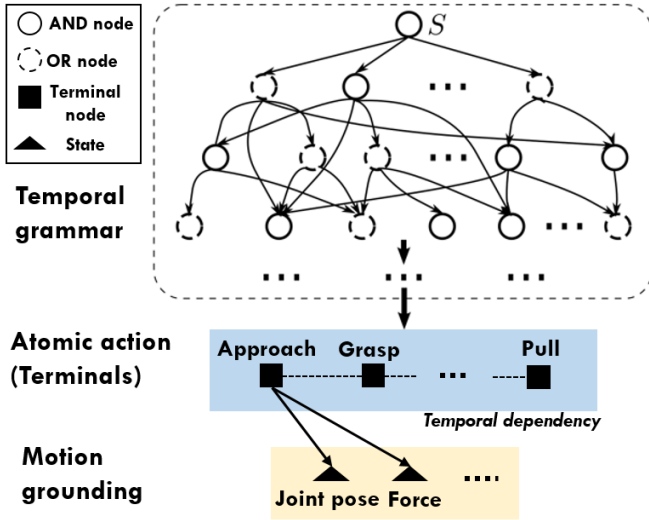 AND node
OR node
Terminal
node
State
S
Temporal
grammar
Atomic action
(Terminals)
Approach
Grasp
Pull
Temporal dependency
Motion
grounding
Joint pose
Force